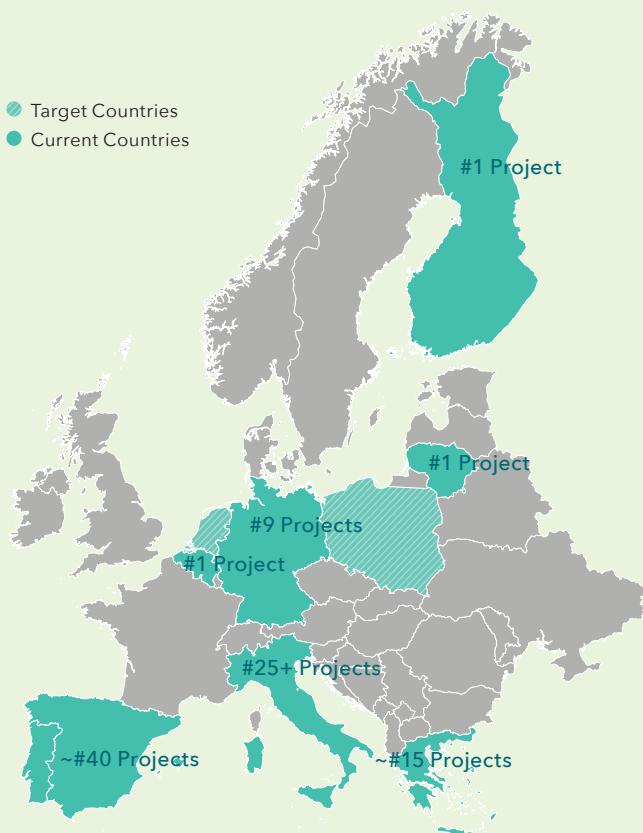 Target Countries
Current Countries
#1 Project
#1 Project
#9 Projects
#1 Project
#25+ Projects
~#40 Projects
~#15 Projects